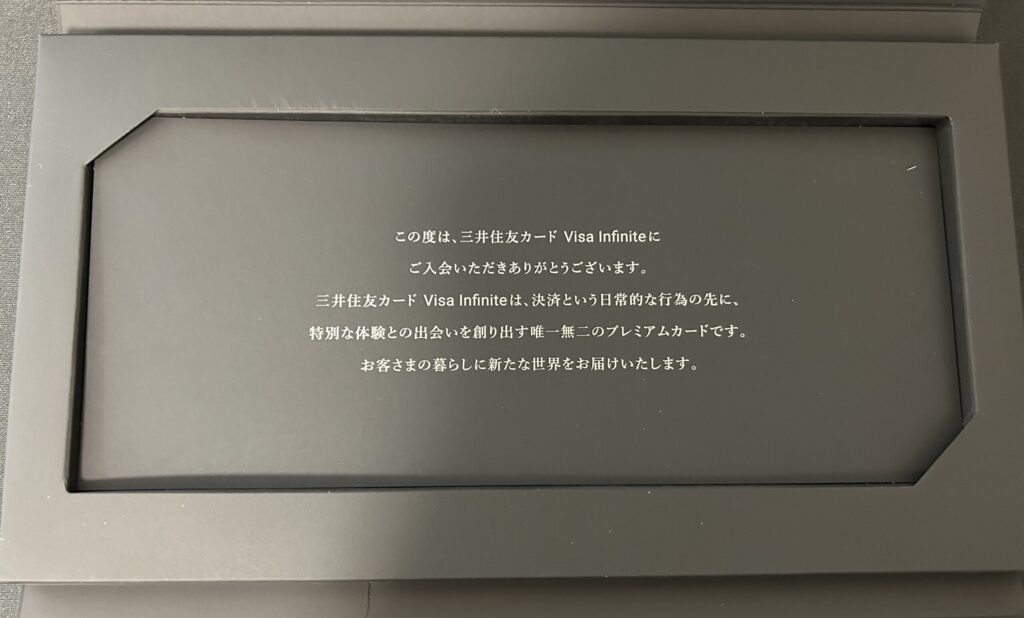 この度は、三井住友カード Visa Infiniteに
ご入会いただきありがとうございます。
三井住友カード Visa Infiniteは、決済という日常的な行為の先に、
特別な体験との出会いを創り出す唯一無二のプレミアムカードです。
お客さまの暮らしに新たな世界をお届けいたします。